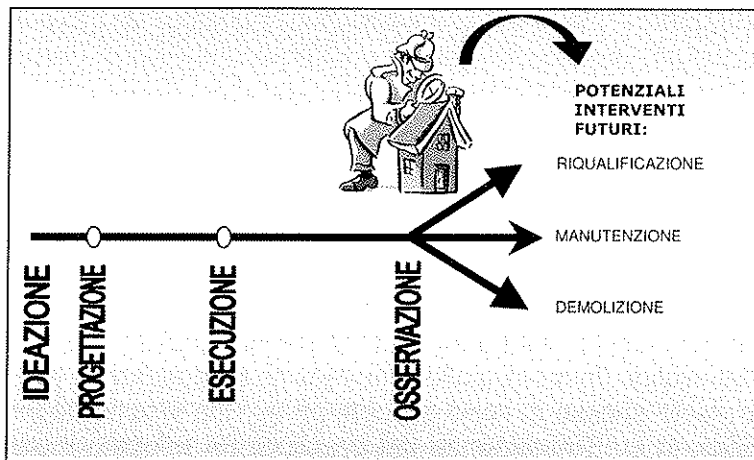 POTENZIALI
INTERVENTI
FUTURI:
RIQUALIFICAZIONE
MANUTENZIONE
DEMOLIZIONE
IDEAZIONE
PROGETTAZIONE
ESECUZIONE
OSSERVAZIONE